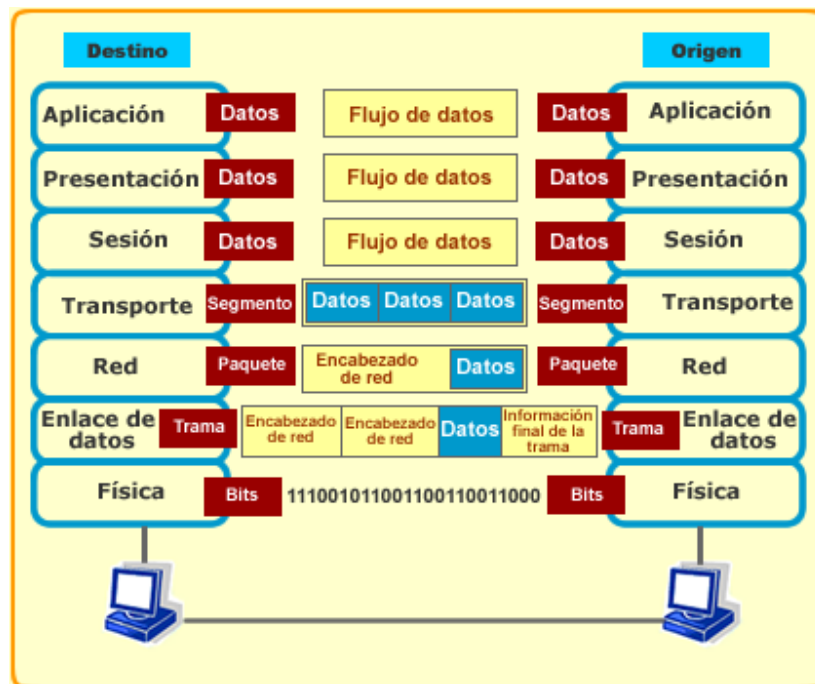 Destino
Origen
Aplicación Datos Flujo de datos Datos Aplicación
Presentación Datos Flujo de datos Datos Presentación
Sesión Datos Flujo de datos Datos Sesión
Transporte Segmento Datos Datos Datos Segmento Transporte
Red Paquete Encabezado
de red
Datos Paquete Red
Enlace de
datos
Trama
Encabezado
de red
Encabezado
de red
Datos
Información
final de la
trama
Trama
Enlace de
datos
Física Bits 111001011001100110011000 Bits Física